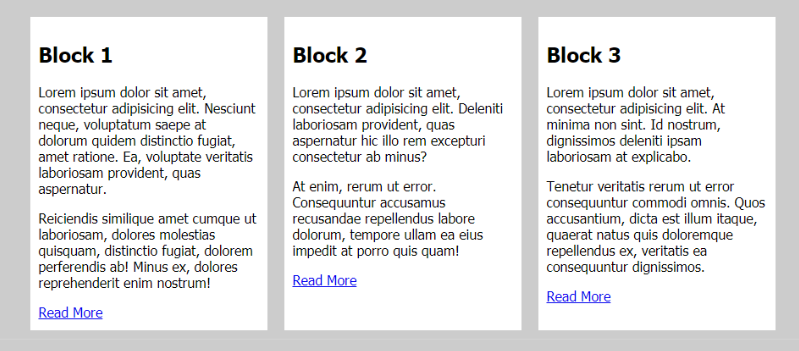 Block 1
Lorem ipsum dolor sit amet,
consectetur adipisicing elit. Nesciunt
neque, voluptatum saepe at
dolorum quidem distinctio fugiat,
amet ratione. Ea, voluptate veritatis
laboriosam provident, quas
aspernatur.
Reiciendis similique amet cumque ut
laboriosam, dolores molestias
quisquam, distinctio fugiat, dolorem
perferendis ab! Minus ex, dolores
reprehenderit enim nostrum!
Read More
Block 2
Lorem ipsum dolor sit amet,
consectetur adipisicing elit. Deleniti
laboriosam provident, quas
aspernatur hic illo rem excepturi
consectetur ab minus?
At enim, rerum ut error.
Consequuntur accusamus
recusandae repellendus labore
dolorum, tempore ullam ea eius
impedit at porro quis quam!
Read More
Block 3
Lorem ipsum dolor sit amet,
consectetur adipisicing elit. At
minima non sint. Id nostrum,
dignissimos deleniti ipsam
laboriosam at explicabo.
Tenetur veritatis rerum ut error
consequuntur commodi omnis. Quos
accusantium, dicta est illum itaque,
quaerat natus quis doloremque
repellendus ex, veritatis ea
consequuntur dignissimos.
Read More